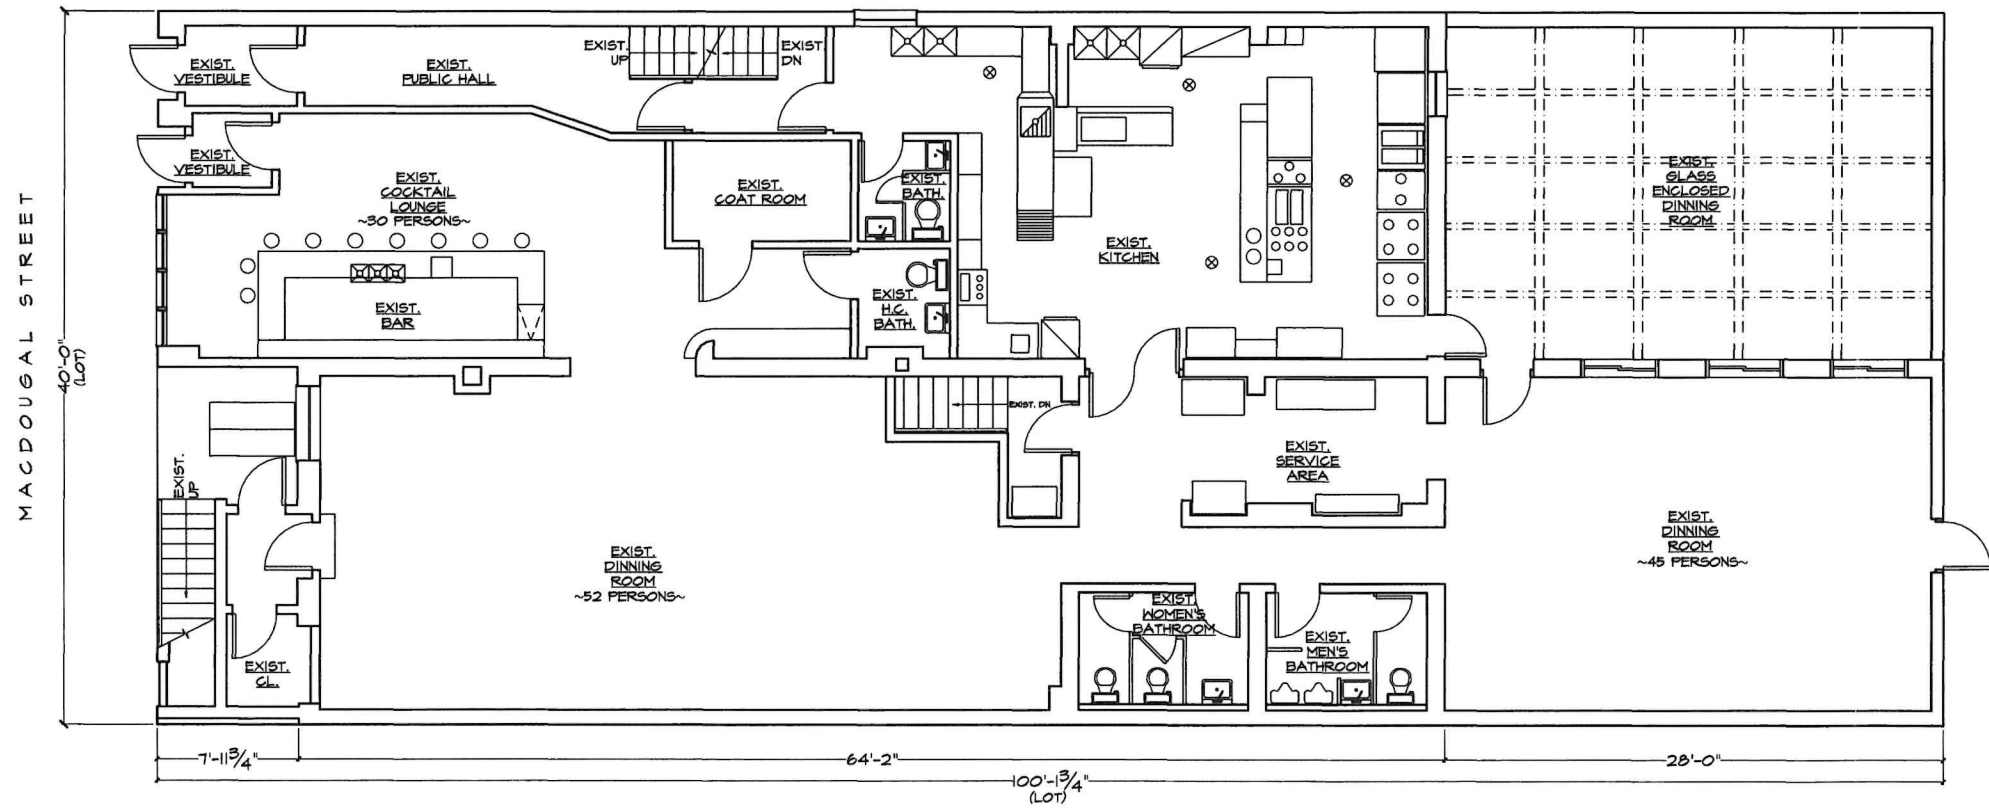 EXIST.
VESTIBULE
EXIST.
PUBLIC HALL
EXIST.
UP
EXIST.
DN
EXIST.
VESTIBULE
EXIST.
COCKTAIL
LOUNGE
~30 PERSONS~
EXIST.
COAT ROOM
EXIST.
BATH.
EXIST.
KITCHEN
EXIST.
GLASS
ENCLOSED
DINNING
ROOM
EXIST.
BAR
EXIST.
H.C.
BATH.
MACDOUGAL STREET
40'-0"
(LOT)
EXIST. DN
EXIST.
UP
EXIST.
SERVICE
AREA
EXIST.
DINNING
ROOM
~52 PERSONS~
EXIST.
DINNING
ROOM
~45 PERSONS~
EXIST.
WOMEN'S
BATHROOM
EXIST.
MEN'S
BATHROOM
EXIST.
CL.
7'-11 3/4"
64'-2"
28'-0"
100'-1 3/4"
(LOT)